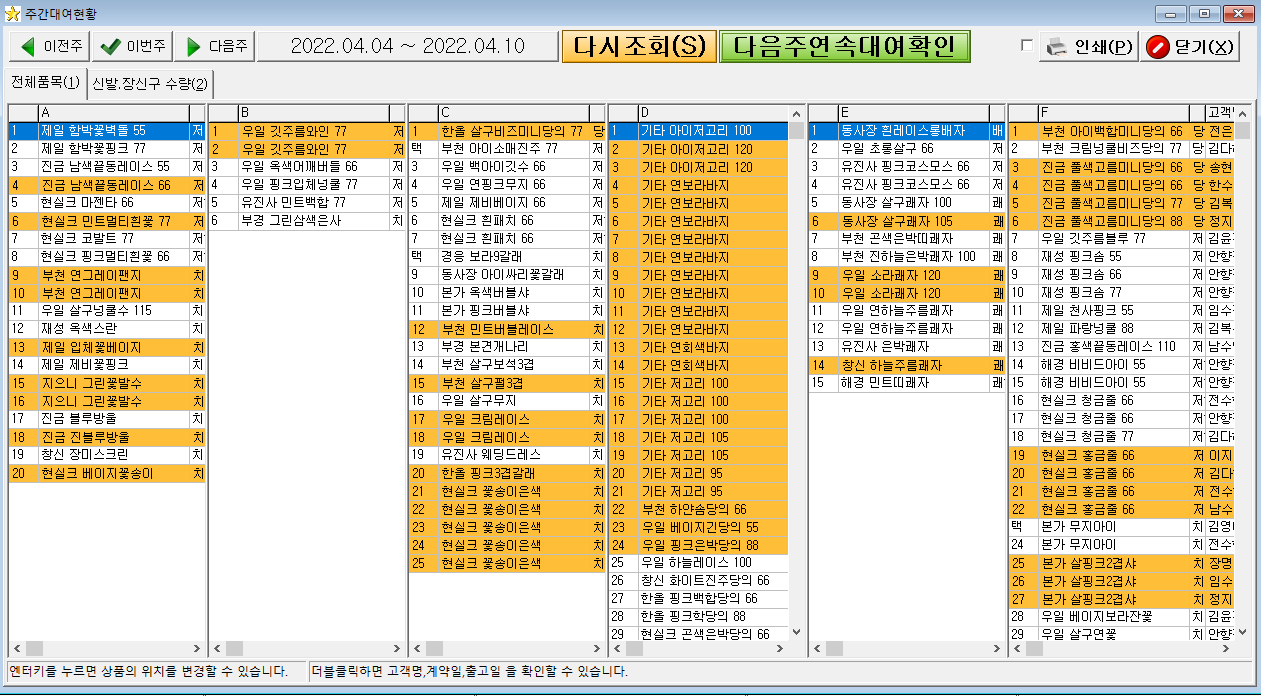 주간대여현황
이전주 이번주 다음주 2022.04.04 ~ 2022.04.10 다시조회(S) 다음주연속대여확인 인쇄(P) 닫기(X)
전체품목(1) 신발.장신구 수량(2)
A
1 제일 함박꽃벽돌 55 저
2 제일 함박꽃핑크 77 저
3 진금 남색끝동레이스 55 저
4 진금 남색끝동레이스 66 저
5 현실크 마젠타 66 저
6 현실크 민트멀티흰꽃 77 저
7 현실크 코발트 77 저
8 현실크 핑크멀티흰꽃 66 저
9 부천 연그레이팬지 치
10 부천 연그레이팬지 치
11 우일 살구넝쿨수 115 치
12 재성 옥색스란 치
13 제일 입체꽃베이지 치
14 제일 제비꽃핑크 치
15 지으니 그린꽃발수 치
16 지으니 그린꽃발수 치
17 진금 블루방울 치
18 진금 진블루방울 치
19 창신 장미스크린 치
20 현실크 베이지꽃송이 치
B
1 우일 깃주름와인 77 저
2 우일 깃주름와인 77 저
3 우일 옥색어깨버들 66 저
4 우일 핑크입체넝쿨 77 저
5 유진사 민트백합 77 저
6 부경 그린삼색은사 치
C
1 한올 살구비즈미니당의 77 당
택 부천 아이소매진주 77 저
3 우일 백아이깃수 66 저
4 우일 연핑크무지 66 저
5 제일 제비베이지 66 저
6 현실크 흰패치 66 저
7 현실크 흰패치 66 저
택 경응 보라9갈래 치
9 동사장 아이싸리꽃갈래 치
10 본가 옥색버블샤 치
11 본가 핑크버블샤 치
12 부천 민트버블레이스 치
13 부경 본견개나리 치
14 부천 살구보석3겹 치
15 부천 살구펄3겹 치
16 우일 살구무지 치
17 우일 크림레이스 치
18 우일 크림레이스 치
19 유진사 웨딩드레스 치
20 한올 핑크3겹갈래 치
21 현실크 꽃송이은색 치
22 현실크 꽃송이은색 치
23 현실크 꽃송이은색 치
24 현실크 꽃송이은색 치
25 현실크 꽃송이은색 치
D
1 기타 아이저고리 100
2 기타 아이저고리 120
3 기타 아이저고리 120
4 기타 연보라바지
5 기타 연보라바지
6 기타 연보라바지
7 기타 연보라바지
8 기타 연보라바지
9 기타 연보라바지
10 기타 연보라바지
11 기타 연보라바지
12 기타 연보라바지
13 기타 연회색바지
14 기타 연회색바지
15 기타 저고리 100
16 기타 저고리 100
17 기타 저고리 100
18 기타 저고리 105
19 기타 저고리 105
20 기타 저고리 95
21 기타 저고리 95
22 부천 하얀솜당의 66
23 우일 베이지긴당의 55
24 우일 핑크은박당의 88
25 우일 하늘레이스 100
26 창신 화이트진주당의 66
27 한올 핑크백합당의 66
28 한올 핑크학당의 88
29 현실크 곤색은박당의 66
E
1 동사장 흰레이스롱배자 배
2 우일 초롱살구 66 저
3 유진사 핑크코스모스 66 저
4 유진사 핑크코스모스 66 저
5 동사장 살구쾌자 100 쾌
6 동사장 살구쾌자 105 쾌
7 부천 곤색은박띠쾌자 쾌
8 부천 진하늘은박쾌자 100 쾌
9 우일 소라쾌자 120 쾌
10 우일 소라쾌자 120 쾌
11 우일 연하늘주름쾌자 쾌
12 우일 연하늘주름쾌자 쾌
13 유진사 은박쾌자 쾌
14 창신 하늘주름쾌자 쾌
15 해경 민트띠쾌자 쾌
F 고객
1 부천 아이백합미니당의 66 당 전은
2 부천 크림넝쿨비즈당의 77 당 김다
3 진금 풀색고름미니당의 66 당 송현
4 진금 풀색고름미니당의 66 당 한수
5 진금 풀색고름미니당의 77 당 김복
6 진금 풀색고름미니당의 88 당 정지
7 우일 깃주름블루 77 저 김윤
8 재성 핑크솜 55 저 안향
9 재성 핑크솜 66 저 안향
10 재성 핑크솜 77 저 안향
11 제일 천사핑크 55 저 임수
12 제일 파랑넝쿨 88 저 김복
13 진금 홍색끝동레이스 110 저 남수
14 해경 비비드아이 55 저 안향
15 해경 비비드아이 55 저 안향
16 현실크 청금줄 66 저 전수
17 현실크 청금줄 66 저 안향
18 현실크 청금줄 77 저 김다
19 현실크 홍금줄 66 저 이지
20 현실크 홍금줄 66 저 김다
21 현실크 홍금줄 66 저 전수
22 현실크 홍금줄 66 저 남수
택 본가 무지아이 치 김영
24 본가 무지아이 치 전수
25 본가 살핑크2겹샤 치 장명
26 본가 살핑크2겹샤 치 임수
27 본가 살핑크2겹샤 치 정지
28 우일 베이지보라잔꽃 치 김윤
29 우일 살구연꽃 치 안향
엔터키를 누르면 상품의 위치를 변경할 수 있습니다. 더블클릭하면 고객명,계약일,출고일 을 확인할 수 있습니다.